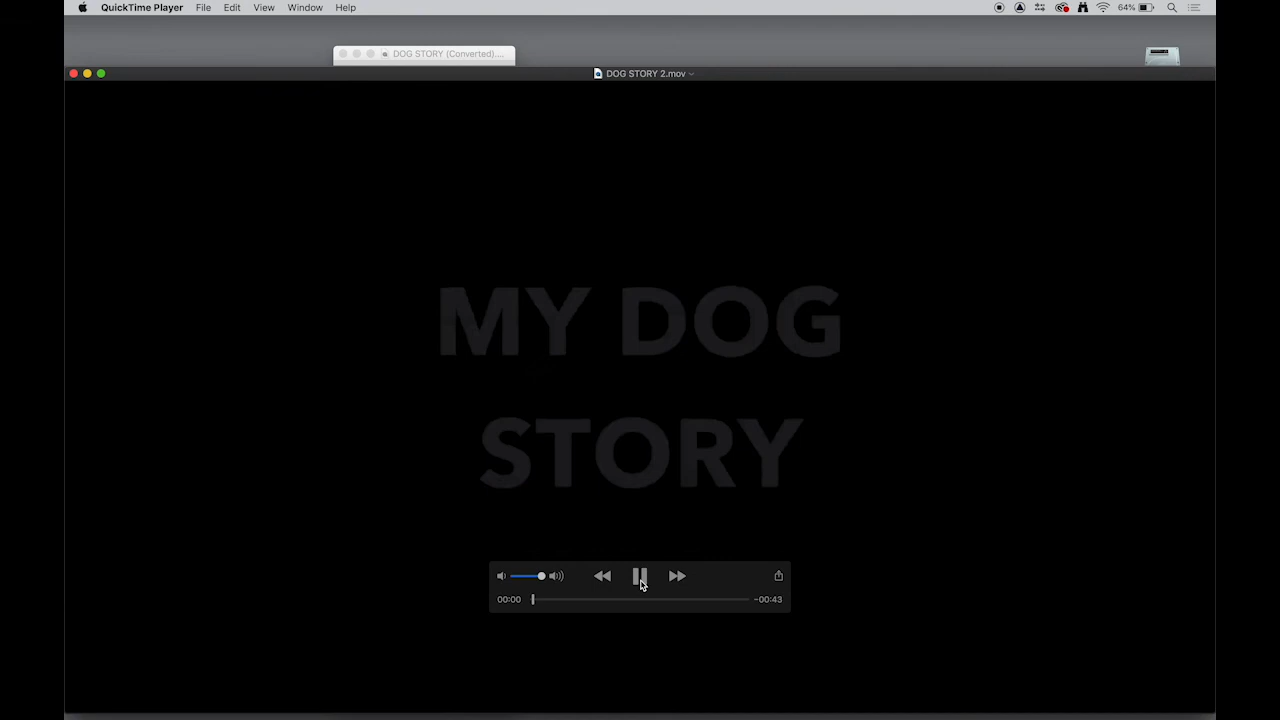 QuickTime Player File Edit View Window Help 64%
DOG STORY (Converted)....
DOG STORY 2.mov
MY DOG
STORY
00:00 -00:43